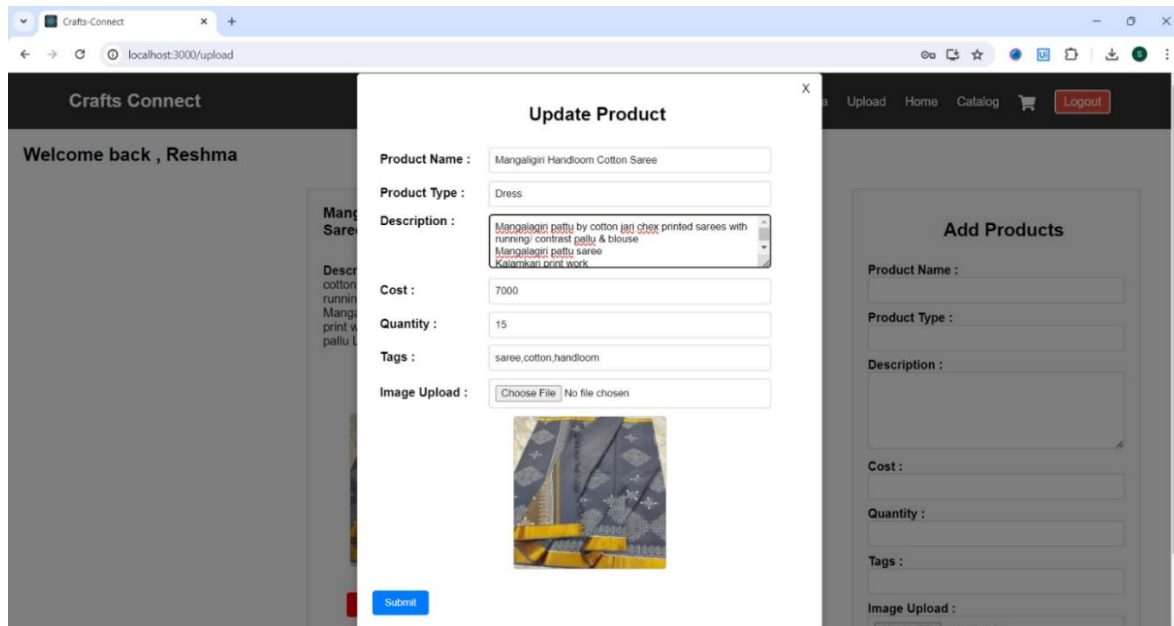 Crafts-Connect
localhost:3000/upload
Crafts Connect
Upload Home Catalog Logout
Welcome back , Reshma
X
Update Product
Product Name :
Mangaligiri Handloom Cotton Saree
Product Type :
Dress
Description :
Mangalagiri pattu by cotton jari chex printed sarees with
running/ contrast pallu & blouse
Mangalagiri pattu saree
Kalamkari print work
Cost :
7000
Quantity :
15
Tags :
saree,cotton,handloom
Image Upload :
Choose File No file chosen
Submit
cotton
print
pallu
Add Products
Product Name :
Product Type :
Description :
Cost :
Quantity :
Tags :
Image Upload :